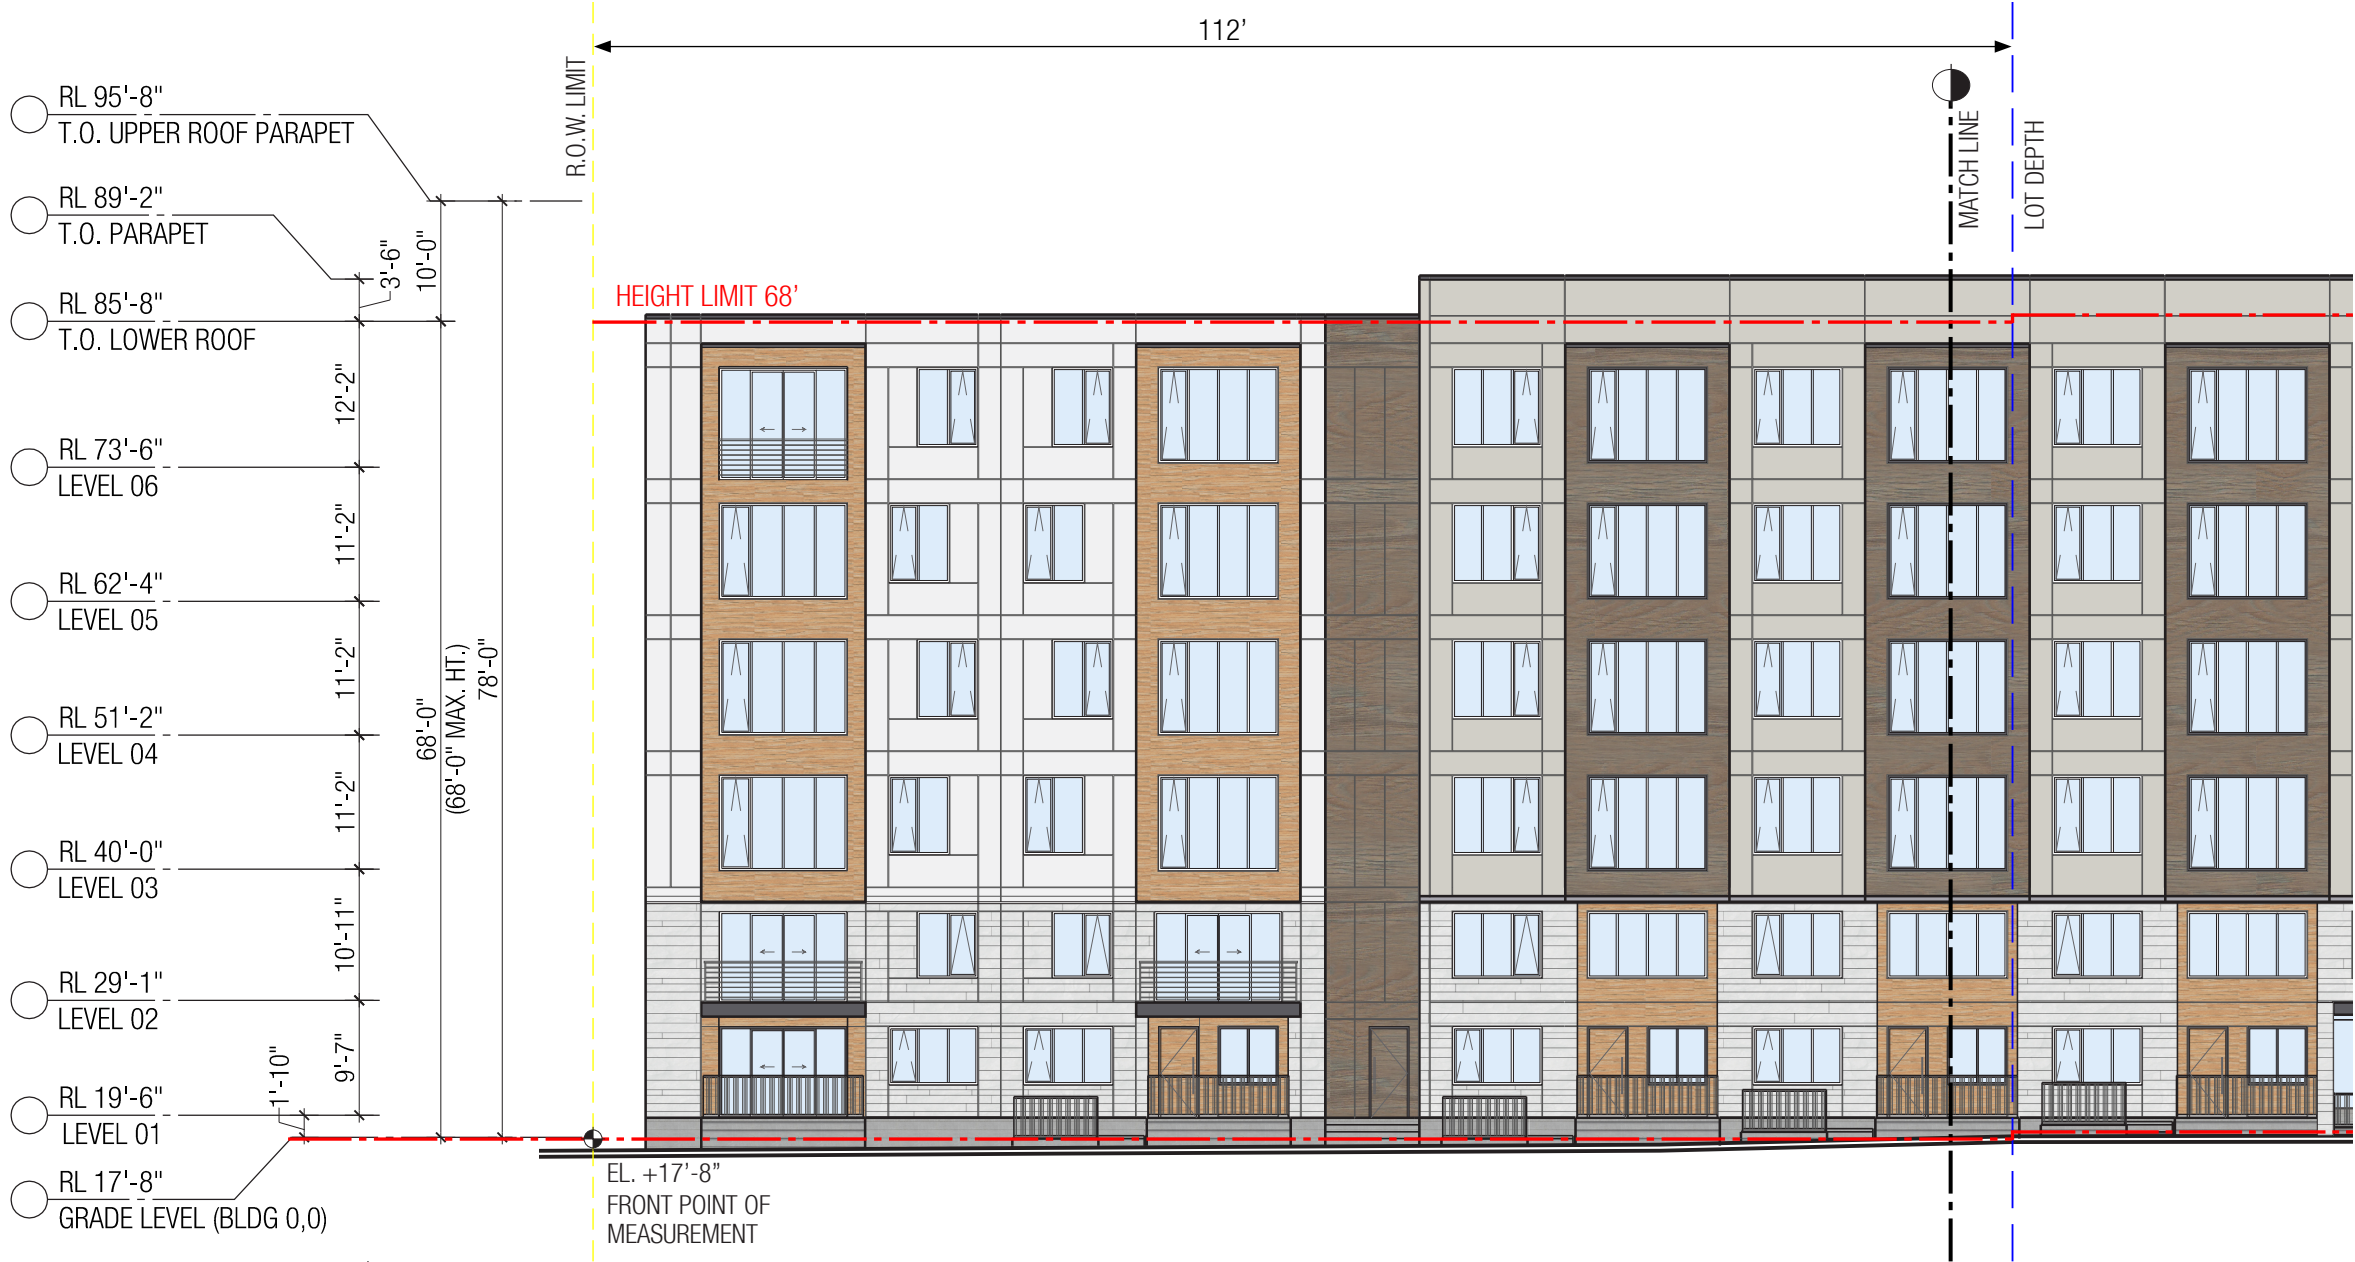 112'
R.O.W. LIMIT
MATCH LINE
LOT DEPTH
RL 95'-8"
T.O. UPPER ROOF PARAPET
RL 89'-2"
T.O. PARAPET
RL 85'-8"
T.O. LOWER ROOF
RL 73'-6"
LEVEL 06
RL 62'-4"
LEVEL 05
RL 51'-2"
LEVEL 04
RL 40'-0"
LEVEL 03
RL 29'-1"
LEVEL 02
RL 19'-6"
LEVEL 01
RL 17'-8"
GRADE LEVEL (BLDG 0,0)
3'-6"
10'-0"
12'-2"
11'-2"
11'-2"
11'-2"
10'-11"
9'-7"
1'-10"
68'-0"
(68'-0" MAX. HT.)
78'-0"
HEIGHT LIMIT 68'
EL. +17'-8”
FRONT POINT OF
MEASUREMENT